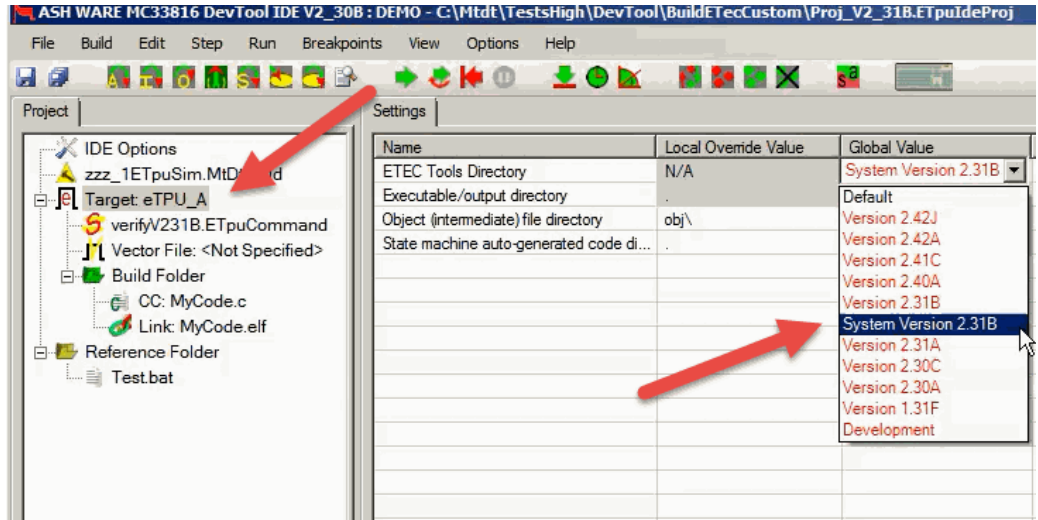 ASH WARE MC33816 DevTool IDE V2_30B : DEMO - C:\Mtdt\TestsHigh\DevTool\BuildETecCustom\Proj_V2_31B.ETpuIdeProj
File Build Edit Step Run Breakpoints View Options Help
Project
Settings
IDE Options
zzz_1ETpuSim.MtD
Target: eTPU_A
verifyV231B.ETpuCommand
Vector File: <Not Specified>
Build Folder
CC: MyCode.c
Link: MyCode.elf
Reference Folder
Test.bat
Name Local Override Value Global Value
ETEC Tools Directory N/A System Version 2.31B
Executable/output directory .
Object (intermediate) file directory obj\
State machine auto-generated code di... .
Default
Version 2.42J
Version 2.42A
Version 2.41C
Version 2.40A
Version 2.31B
System Version 2.31B
Version 2.31A
Version 2.30C
Version 2.30A
Version 1.31F
Development